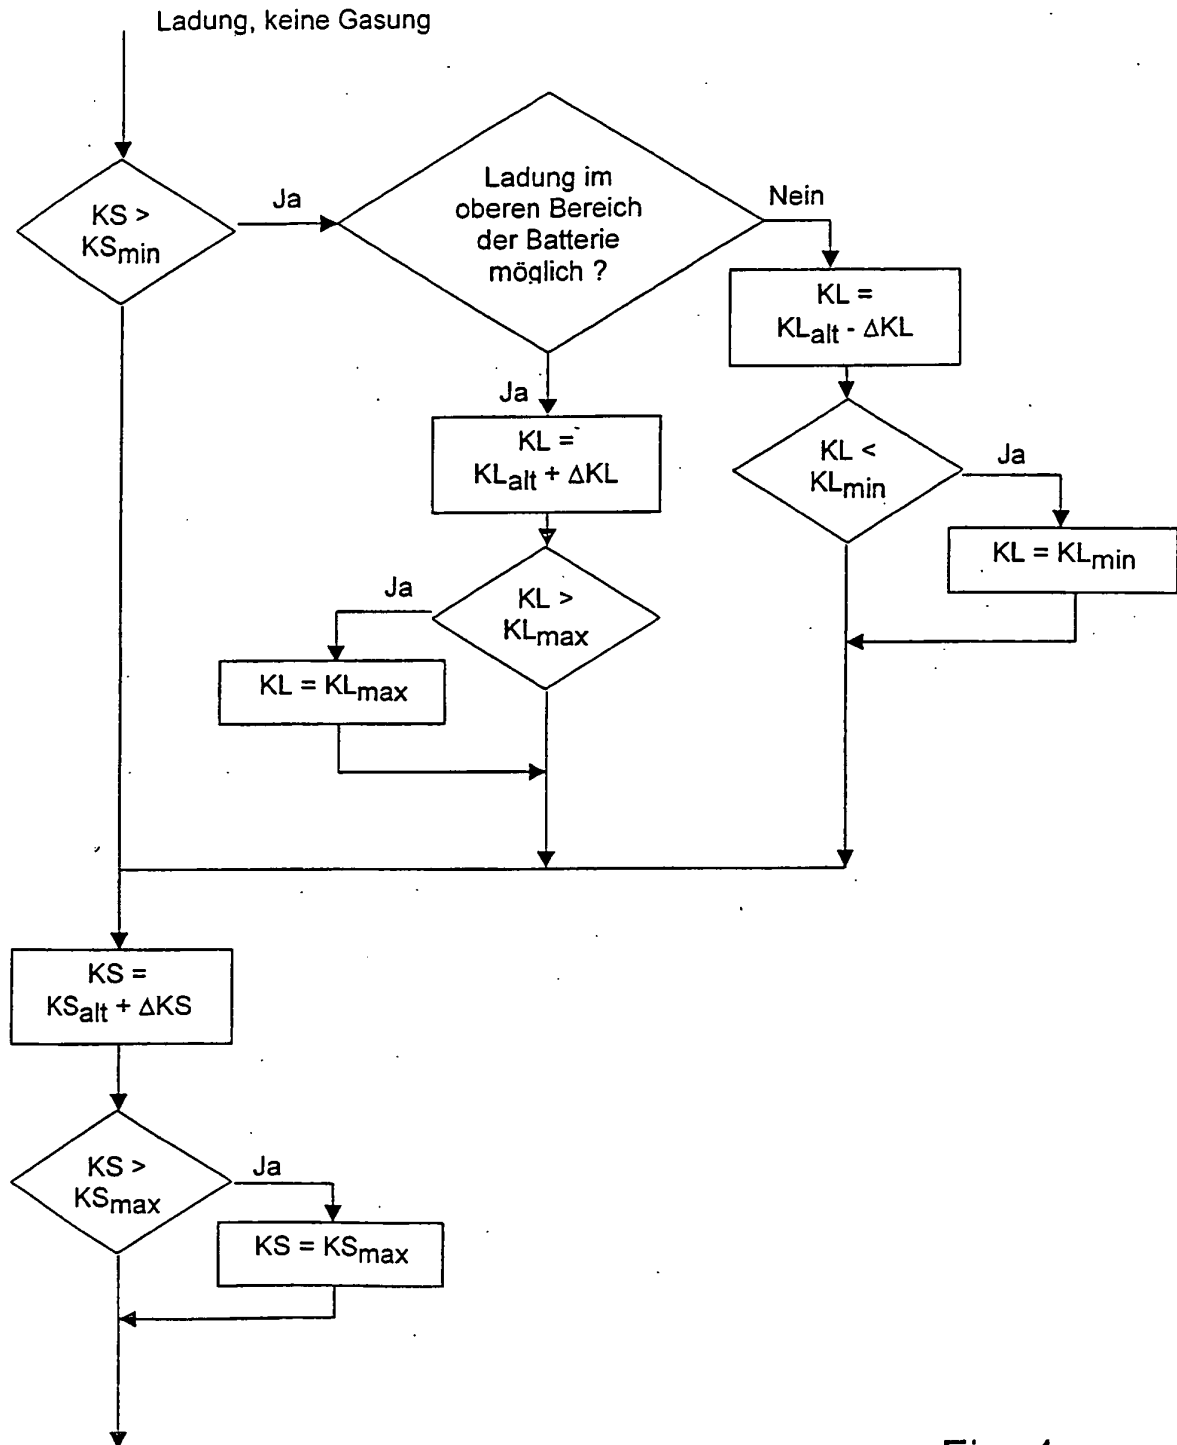 Ladung, keine Gasung
KS >
KSmin
Ja
Ladung im
oberen Bereich
der Batterie
möglich ?
Nein
KL =
KLalt - ΔKL
Ja
KL =
KLalt + ΔKL
KL <
KLmin
Ja
KL = KLmin
KL >
KLmax
Ja
KL = KLmax
KS =
KSalt + ΔKS
KS >
KSmax
Ja
KS = KSmax